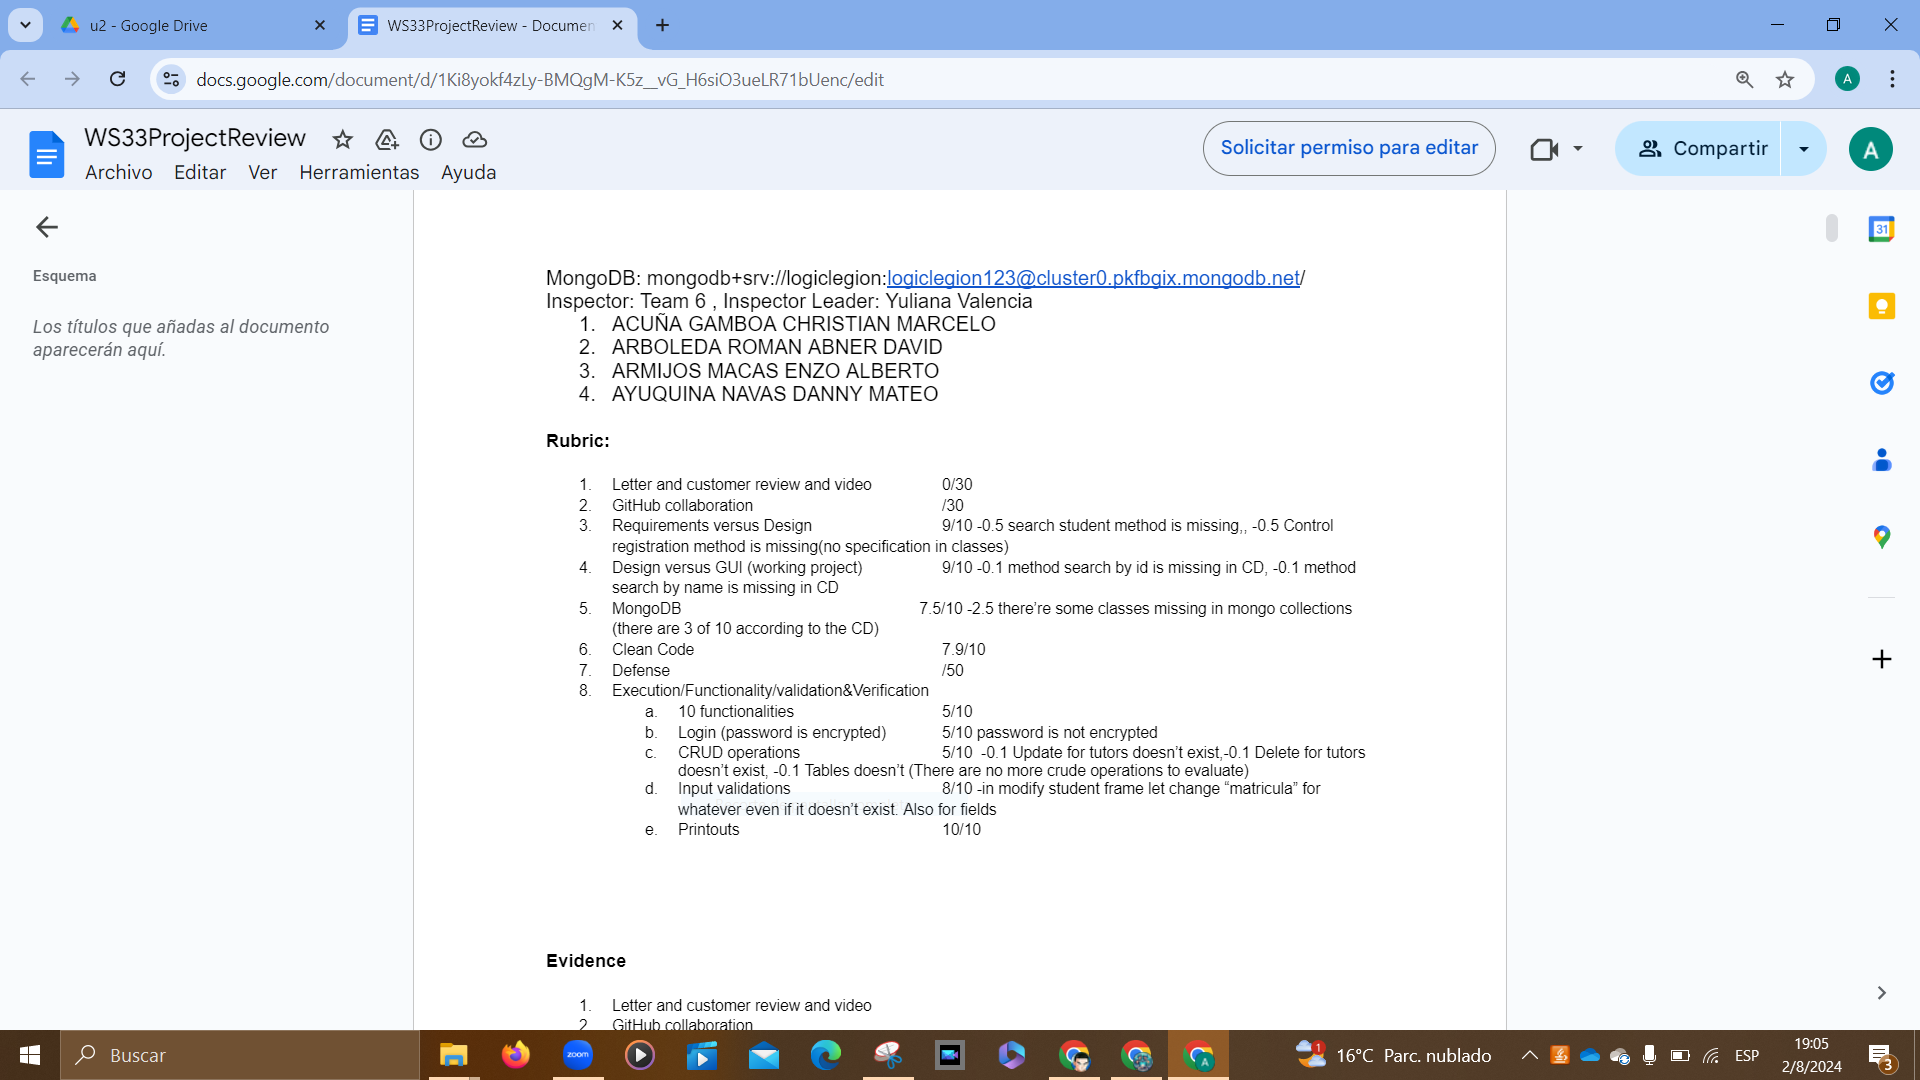 u2 - Google Drive
WS33ProjectReview - Documen
docs.google.com/document/d/1Ki8yokf4zLy-BMQgM-K5z__vG_H6siO3ueLR71bUenc/edit
A
WS33ProjectReview
Archivo Editar Ver Herramientas Ayuda
Solicitar permiso para editar
Compartir
A
Esquema
Los títulos que añadas al documento
aparecerán aquí.
31
MongoDB: mongodb+srv://logiclegion:logiclegion123@cluster0.pkfbgix.mongodb.net/
Inspector: Team 6 , Inspector Leader: Yuliana Valencia
1. ACUÑA GAMBOA CHRISTIAN MARCELO
2. ARBOLEDA ROMAN ABNER DAVID
3. ARMIJOS MACAS ENZO ALBERTO
4. AYUQUINA NAVAS DANNY MATEO
Rubric:
1. Letter and customer review and video 0/30
2. GitHub collaboration /30
3. Requirements versus Design 9/10 -0.5 search student method is missing,, -0.5 Control
registration method is missing(no specification in classes)
4. Design versus GUI (working project) 9/10 -0.1 method search by id is missing in CD, -0.1 method
search by name is missing in CD
5. MongoDB 7.5/10 -2.5 there’re some classes missing in mongo collections
(there are 3 of 10 according to the CD)
6. Clean Code 7.9/10
7. Defense /50
8. Execution/Functionality/validation&Verification
a. 10 functionalities 5/10
b. Login (password is encrypted) 5/10 password is not encrypted
c. CRUD operations 5/10 -0.1 Update for tutors doesn’t exist,-0.1 Delete for tutors
doesn’t exist, -0.1 Tables doesn’t (There are no more crude operations to evaluate)
d. Input validations 8/10 -in modify student frame let change “matricula” for
whatever even if it doesn’t exist. Also for fields
e. Printouts 10/10
Evidence
1. Letter and customer review and video
2. GitHub collaboration
Buscar
zoom
A
1
16°C Parc. nublado
ESP
19:05
2/8/2024
3